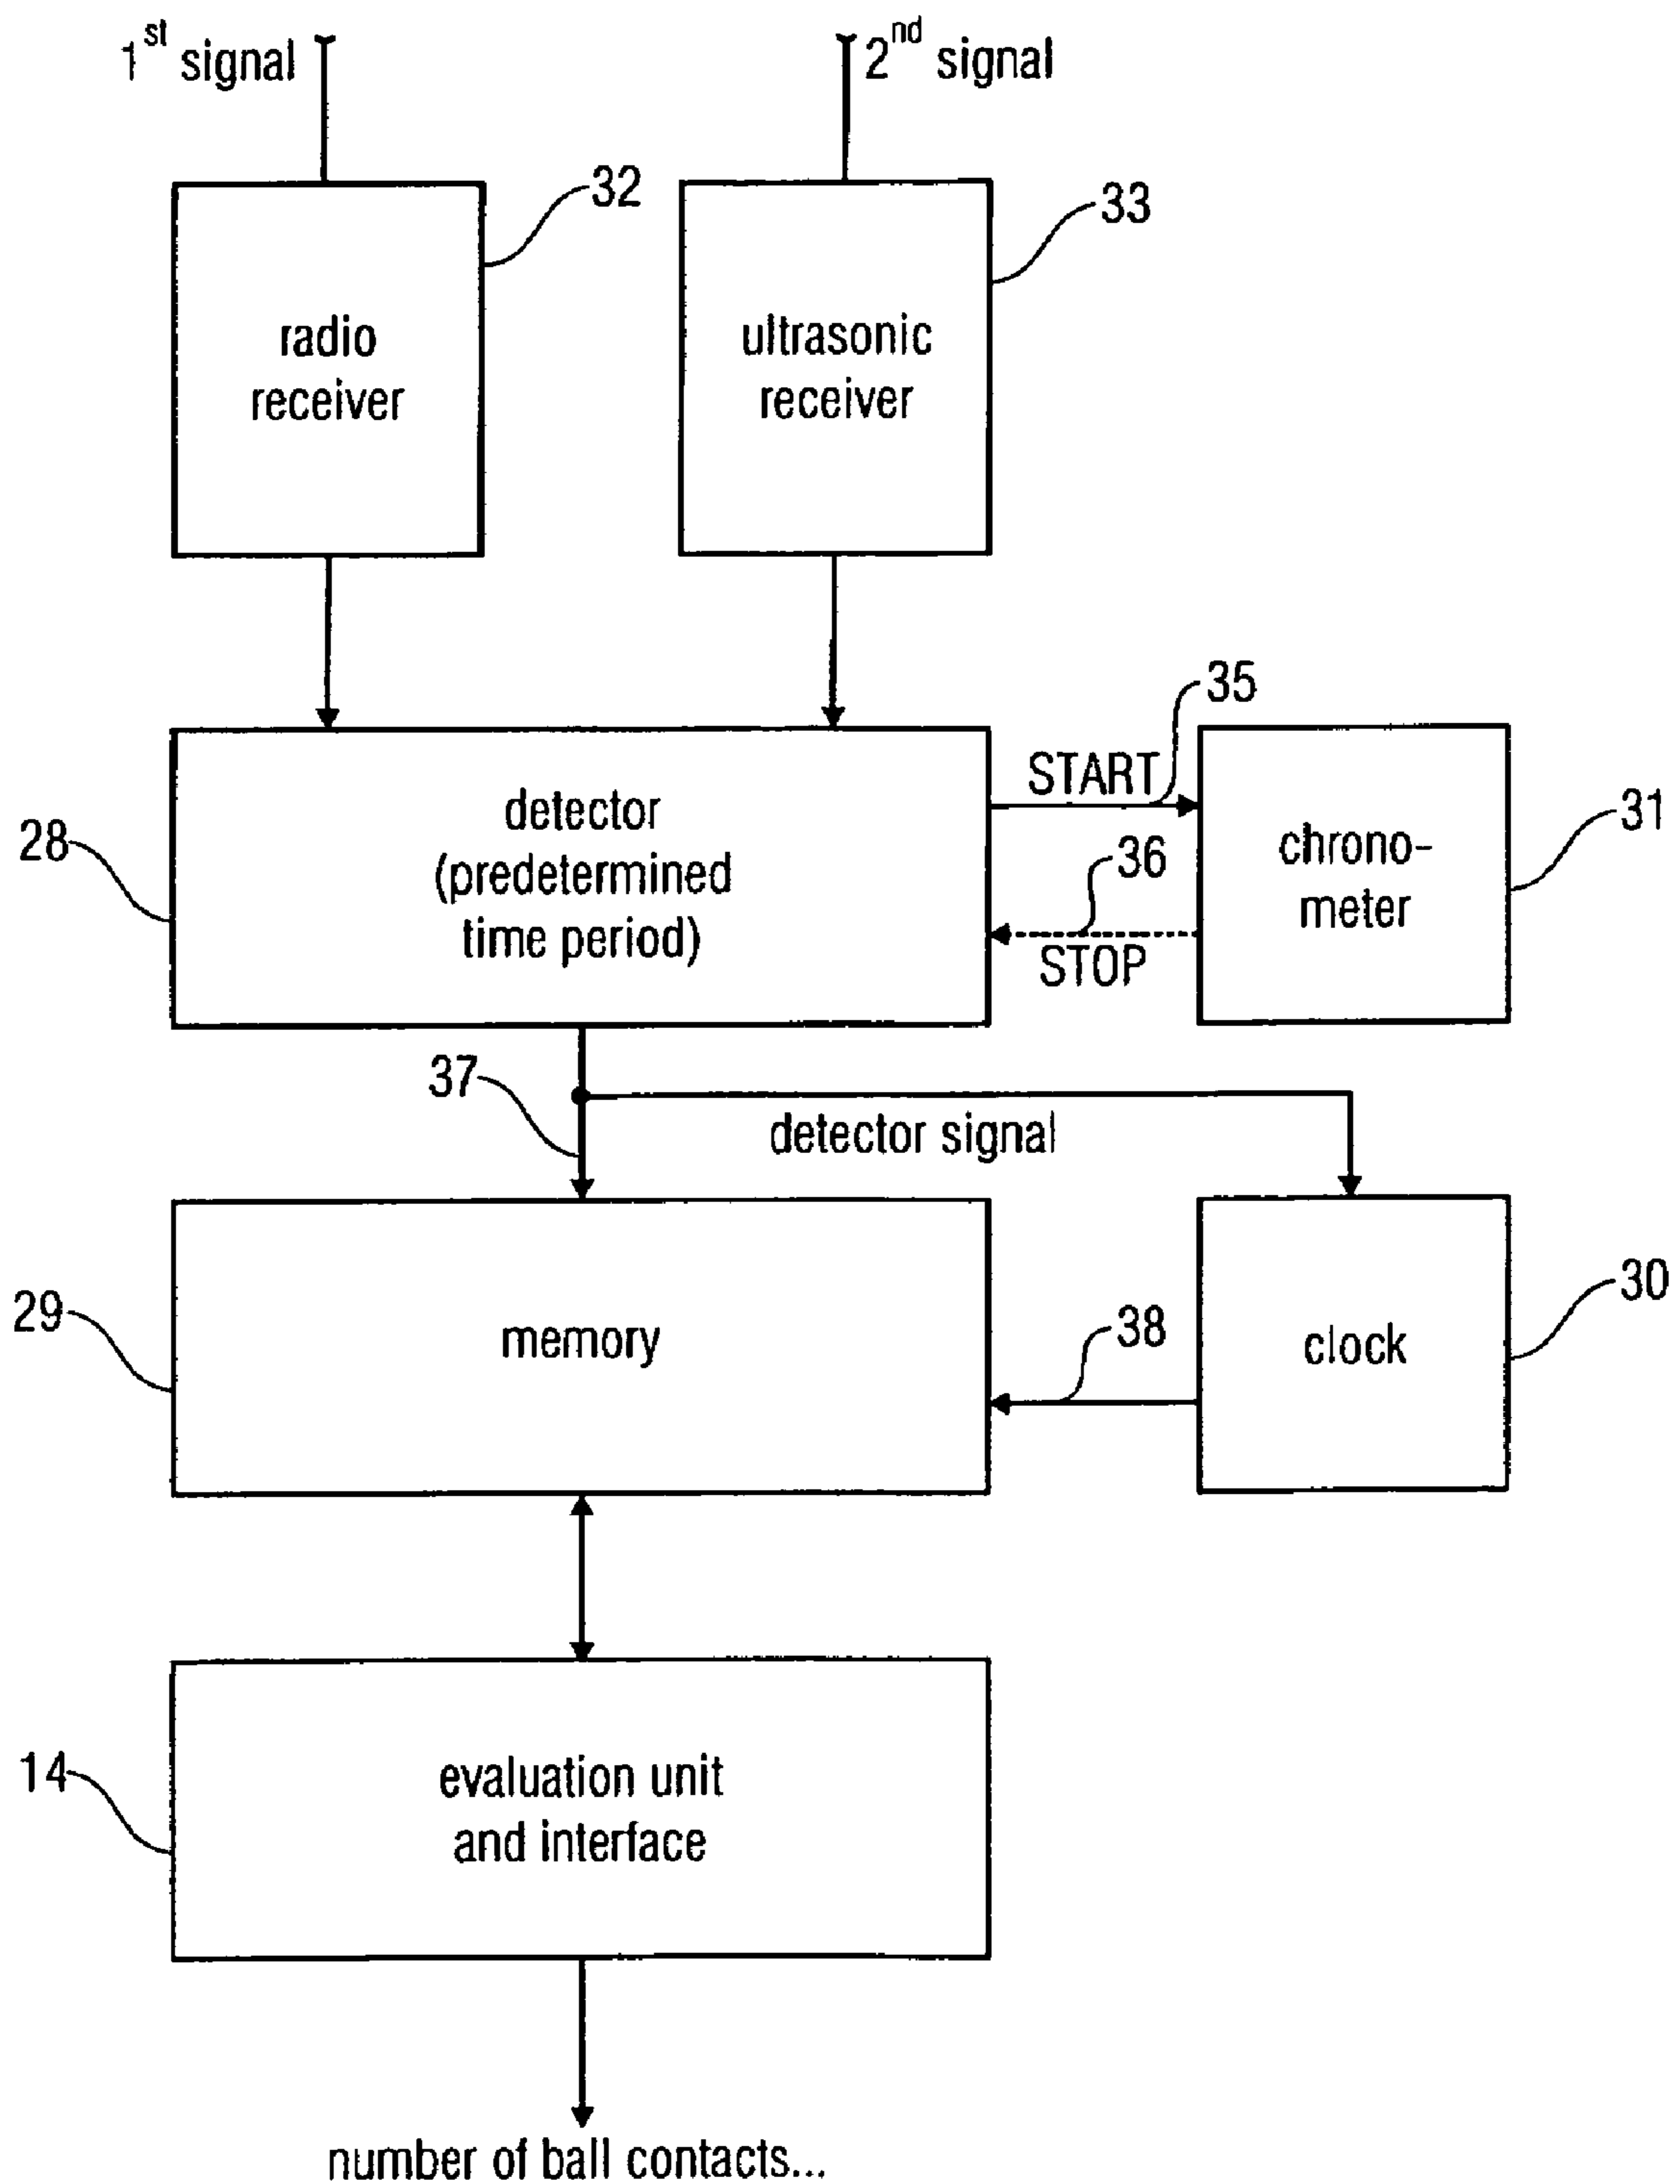 1st signal
2nd signal
32
33
radio
receiver
ultrasonic
receiver
35
START
28
detector
(predetermined
time period)
36
STOP
chrono-
meter
31
37
detector signal
29
memory
38
clock
30
14
evaluation unit
and interface
number of ball contacts...